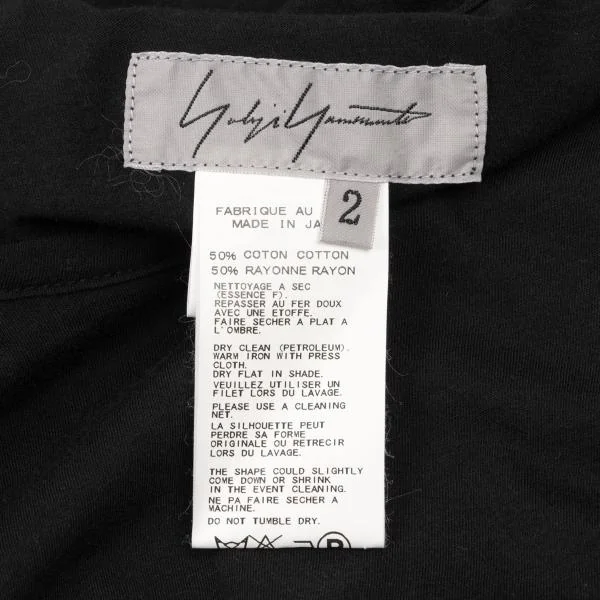 Yohji Yamamoto
2
FABRIQUE AU
MADE IN JA
50% COTON COTTON
50% RAYONNE RAYON
NETTOYAGE A SEC
(ESSENCE F).
REPASSER AU FER DOUX
AVEC UNE ETOFFE.
FAIRE SECHER A PLAT A
L'OMBRE.
DRY CLEAN (PETROLEUM).
WARM IRON WITH PRESS
CLOTH.
DRY FLAT IN SHADE.
VEUILLEZ UTILISER UN
FILET LORS DU LAVAGE.
PLEASE USE A CLEANING
NET.
LA SILHOUETTE PEUT
PERDRE SA FORME
ORIGINALE OU RETRECIR
LORS DU LAVAGE.
THE SHAPE COULD SLIGHTLY
COME DOWN OR SHRINK
IN THE EVENT CLEANING.
NE PA FAIRE SECHER A
MACHINE.
DO NOT TUMBLE DRY.